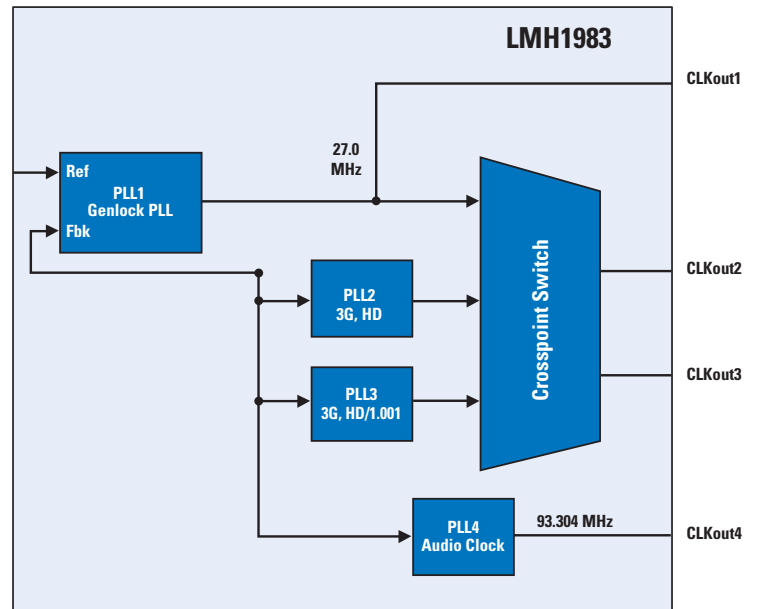 LMH1983
CLKout1
27.0
MHz
Ref
PLL1
Genlock PLL
Fbk
Crosspoint Switch
CLKout2
PLL2
3G, HD
CLKout3
PLL3
3G, HD/1.001
PLL4
Audio Clock
93.304 MHz
CLKout4